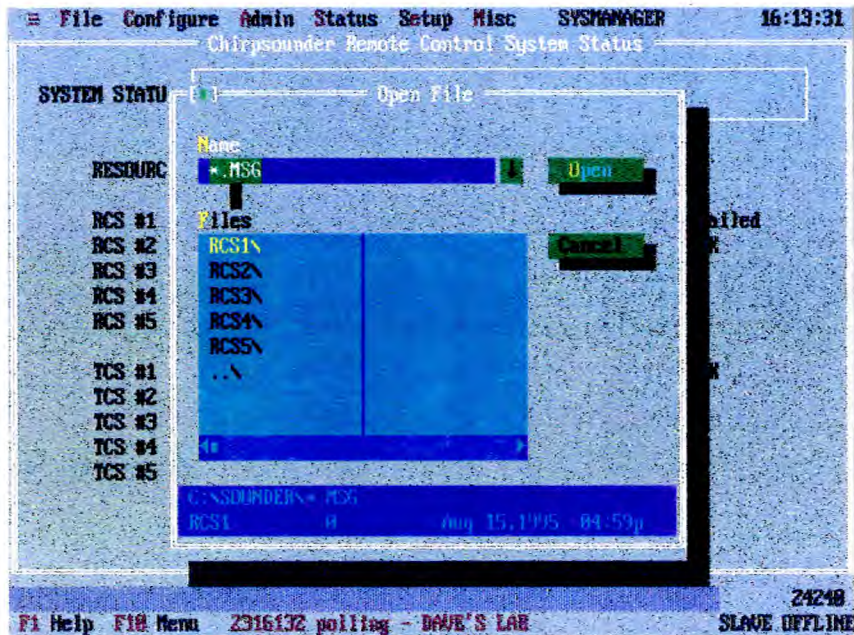 ≡ File Configure Admin Status Setup Misc SYSMANAGER 16:13:31
Chirpsounder Remote Control System Status
SYSTEM STATU
Open File
Name
*.MSG
Open
RESOURC
Files
RCS #1
RCS #2
RCS #3
RCS #4
RCS #5
RCS1\
RCS2\
RCS3\
RCS4\
RCS5\
..\
Cancel
ailed
TCS #1
TCS #2
TCS #3
TCS #4
TCS #5
C:\SOUNDER\*.MSG
RCS1 0 Aug 15,1995 04:59p
24240
F1 Help F10 Menu 2316132 polling - DAVE'S LAB SLAVE OFFLINE